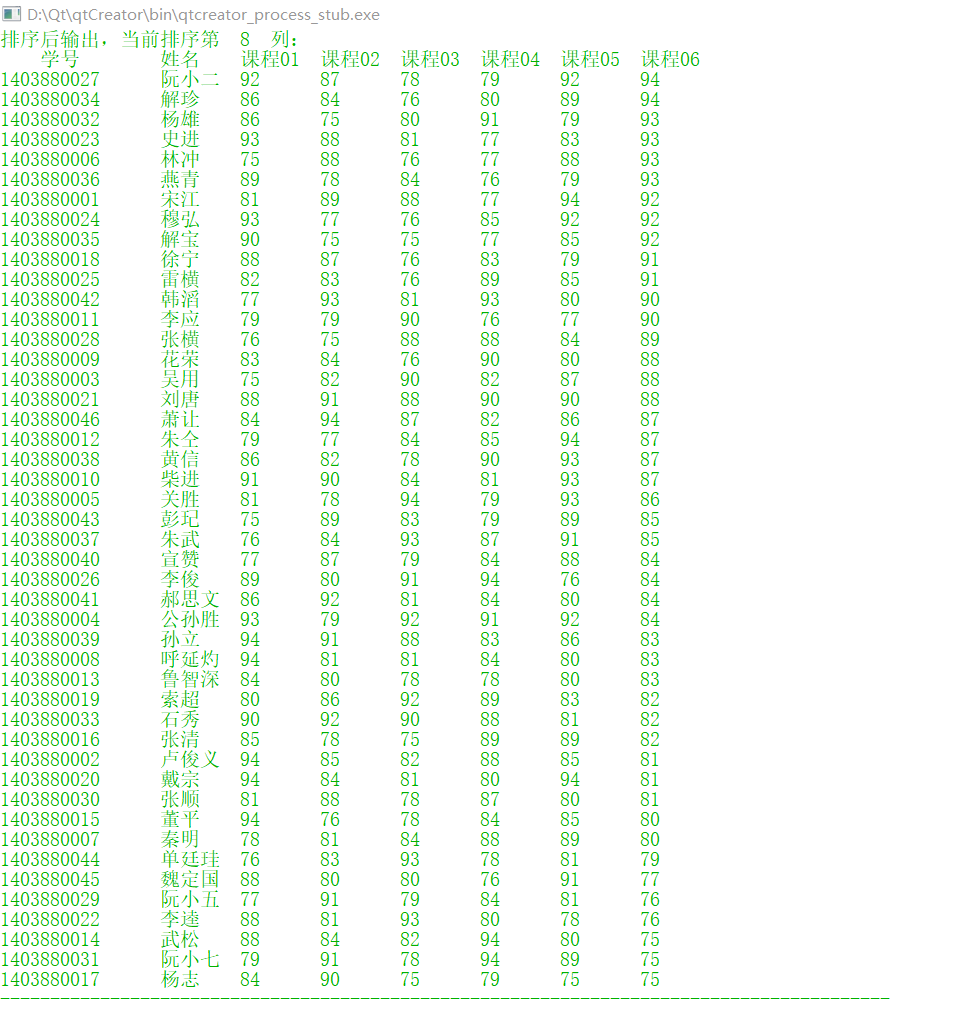 D:\Qt\qtCreator\bin\qtcreator_process_stub.exe
排序后输出，当前排序第  8  列：
学号 姓名 课程01 课程02 课程03 课程04 课程05 课程06
1403880027 阮小二 92 87 78 79 92 94
1403880034 解珍 86 84 76 80 89 94
1403880032 杨雄 86 75 80 91 79 93
1403880023 史进 93 88 81 77 83 93
1403880006 林冲 75 88 76 77 88 93
1403880036 燕青 89 78 84 76 79 93
1403880001 宋江 81 89 88 77 94 92
1403880024 穆弘 93 77 76 85 92 92
1403880035 解宝 90 75 75 77 85 92
1403880018 徐宁 88 87 76 83 79 91
1403880025 雷横 82 83 76 89 85 91
1403880042 韩滔 77 93 81 93 80 90
1403880011 李应 79 79 90 76 77 90
1403880028 张横 76 75 88 88 84 89
1403880009 花荣 83 84 76 90 80 88
1403880003 吴用 75 82 90 82 87 88
1403880021 刘唐 88 91 88 90 90 88
1403880046 萧让 84 94 87 82 86 87
1403880012 朱仝 79 77 84 85 94 87
1403880038 黄信 86 82 78 90 93 87
1403880010 柴进 91 90 84 81 93 87
1403880005 关胜 81 78 94 79 93 86
1403880043 彭玘 75 89 83 79 89 85
1403880037 朱武 76 84 93 87 91 85
1403880040 宣赞 77 87 79 84 88 84
1403880026 李俊 89 80 91 94 76 84
1403880041 郝思文 86 92 81 84 80 84
1403880004 公孙胜 93 79 92 91 92 84
1403880039 孙立 94 91 88 83 86 83
1403880008 呼延灼 94 81 81 84 80 83
1403880013 鲁智深 84 80 78 78 80 83
1403880019 索超 80 86 92 89 83 82
1403880033 石秀 90 92 90 88 81 82
1403880016 张清 85 78 75 89 89 82
1403880002 卢俊义 94 85 82 88 85 81
1403880020 戴宗 94 84 81 80 94 81
1403880030 张顺 81 88 78 87 80 81
1403880015 董平 94 76 78 84 85 80
1403880007 秦明 78 81 84 88 89 80
1403880044 单廷珪 76 83 93 78 81 79
1403880045 魏定国 88 80 80 76 91 77
1403880029 阮小五 77 91 79 84 81 76
1403880022 李逵 88 81 93 80 78 76
1403880014 武松 88 84 82 94 80 75
1403880031 阮小七 79 91 78 94 89 75
1403880017 杨志 84 90 75 79 75 75
-----------------------------------------------------------------------------------------